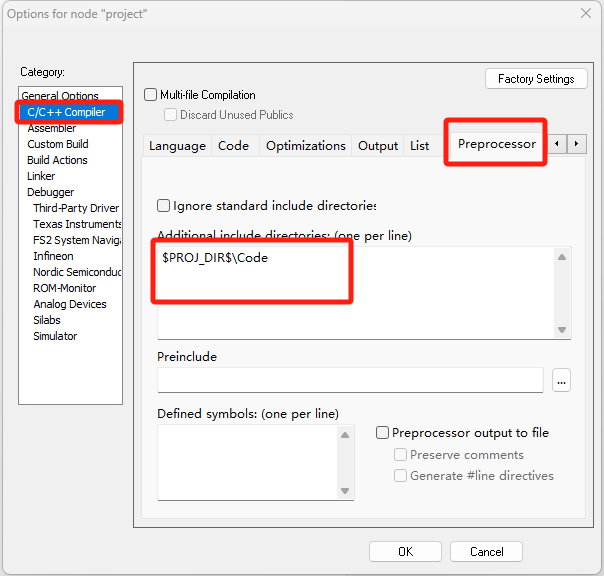 Options for node "project"
Category:
General Options
C/C++ Compiler
Assembler
Custom Build
Build Actions
Linker
Debugger
Third-Party Driver
Texas Instruments
FS2 System Naviga
Infineon
Nordic Semiconduc
ROM-Monitor
Analog Devices
Silabs
Simulator
Factory Settings
Multi-file Compilation
Discard Unused Publics
Language Code Optimizations Output List Preprocessor
Ignore standard include directories
Additional include directories: (one per line)
$PROJ_DIR$\Code
Preinclude
...
Defined symbols: (one per line)
Preprocessor output to file
Preserve comments
Generate #line directives
OK Cancel